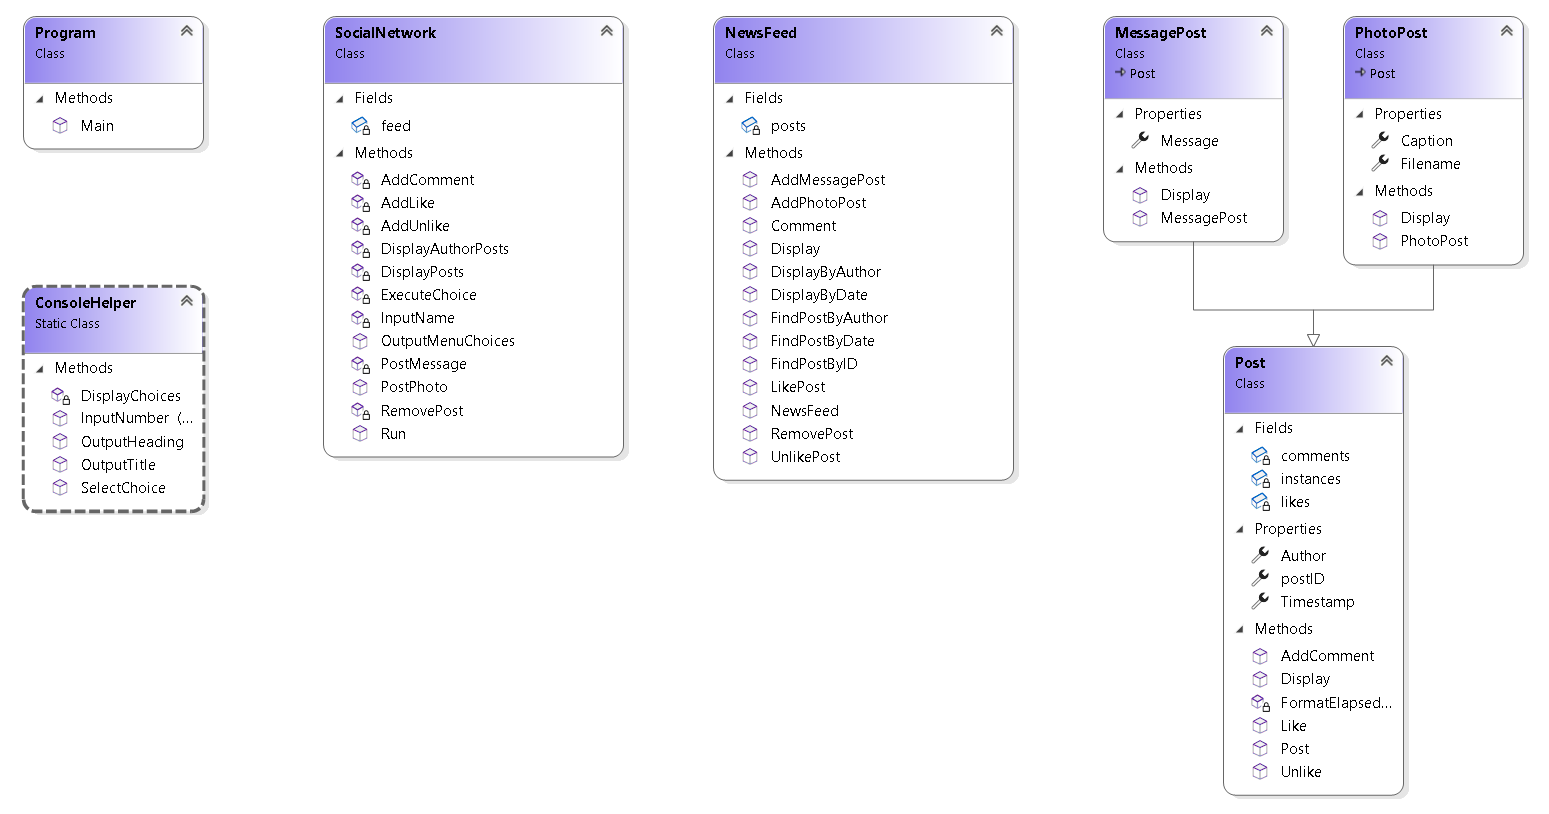 Program
Class
Methods
Main
ConsoleHelper
Static Class
Methods
DisplayChoices
InputNumber (...
OutputHeading
OutputTitle
SelectChoice
SocialNetwork
Class
Fields
feed
Methods
AddComment
AddLike
AddUnlike
DisplayAuthorPosts
DisplayPosts
ExecuteChoice
InputName
OutputMenuChoices
PostMessage
PostPhoto
RemovePost
Run
NewsFeed
Class
Fields
posts
Methods
AddMessagePost
AddPhotoPost
Comment
Display
DisplayByAuthor
DisplayByDate
FindPostByAuthor
FindPostByDate
FindPostByID
LikePost
NewsFeed
RemovePost
UnlikePost
MessagePost
Class
Post
Properties
Message
Methods
Display
MessagePost
PhotoPost
Class
Post
Properties
Caption
Filename
Methods
Display
PhotoPost
Post
Class
Fields
comments
instances
likes
Properties
Author
postID
Timestamp
Methods
AddComment
Display
FormatElapsed...
Like
Post
Unlike